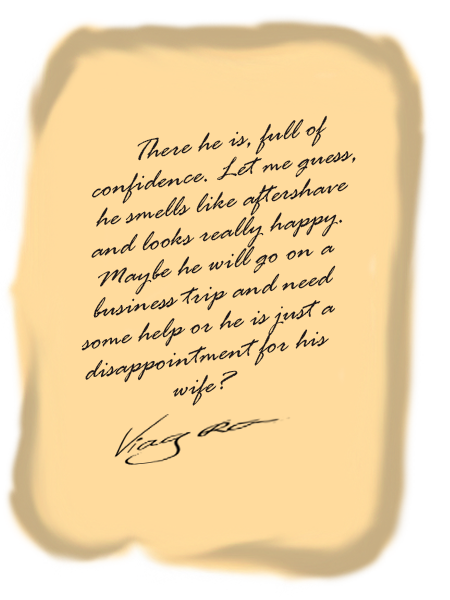 There he is, full of
confidence. Let me guess,
he smells like aftershave
and looks really happy.
Maybe he will go on a
business trip and need
some help or he is just a
disappointment for his
wife?
Viagra